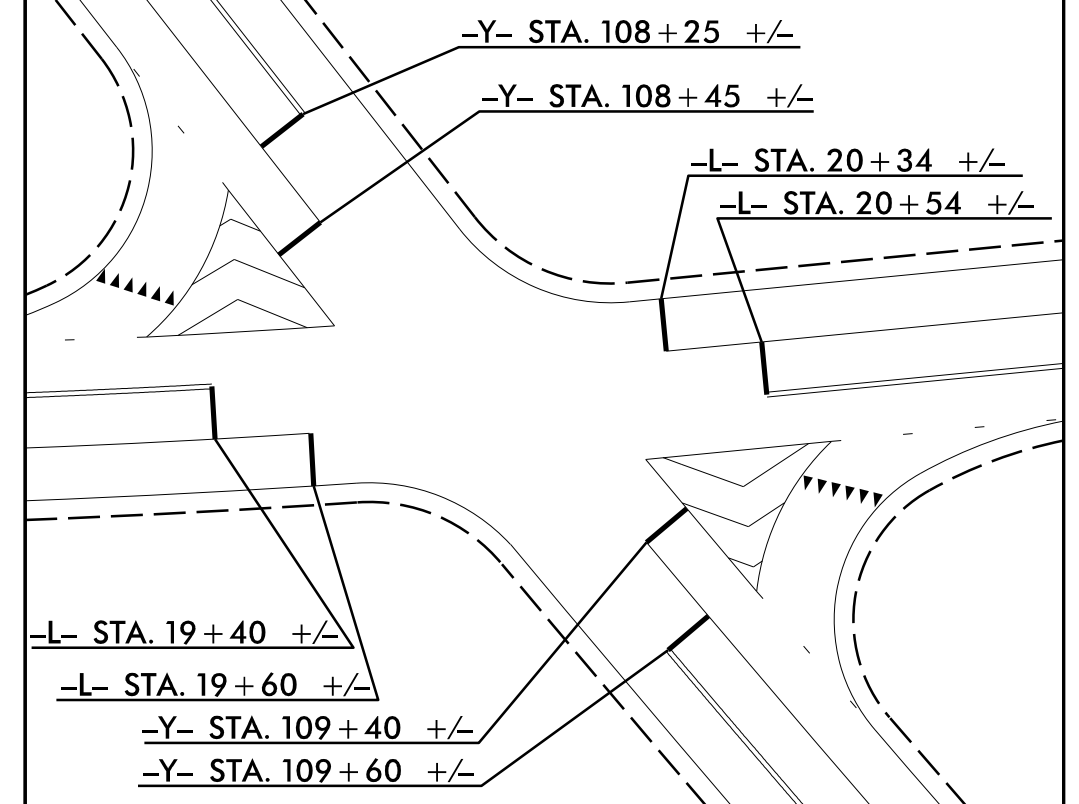 –Y– STA. 108+25 +/–
–Y– STA. 108+45 +/–
–L– STA. 20+34 +/–
–L– STA. 20+54 +/–
–L– STA. 19+40 +/–
–L– STA. 19+60 +/–
–Y– STA. 109+40 +/–
–Y– STA. 109+60 +/–